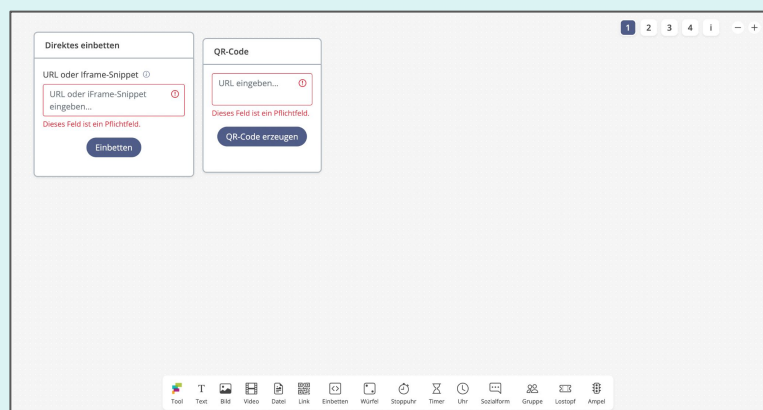 1 2 3 4 i − +
Direktes einbetten
URL oder Iframe-Snippet
URL oder iFrame-Snippet
eingeben...
Dieses Feld ist ein Pflichtfeld.
Einbetten
QR-Code
URL eingeben...
Dieses Feld ist ein Pflichtfeld.
QR-Code erzeugen
Tool Text Bild Video Datei Link Einbetten Würfel Stoppuhr Timer Uhr Sozialform Gruppe Lostopf Ampel